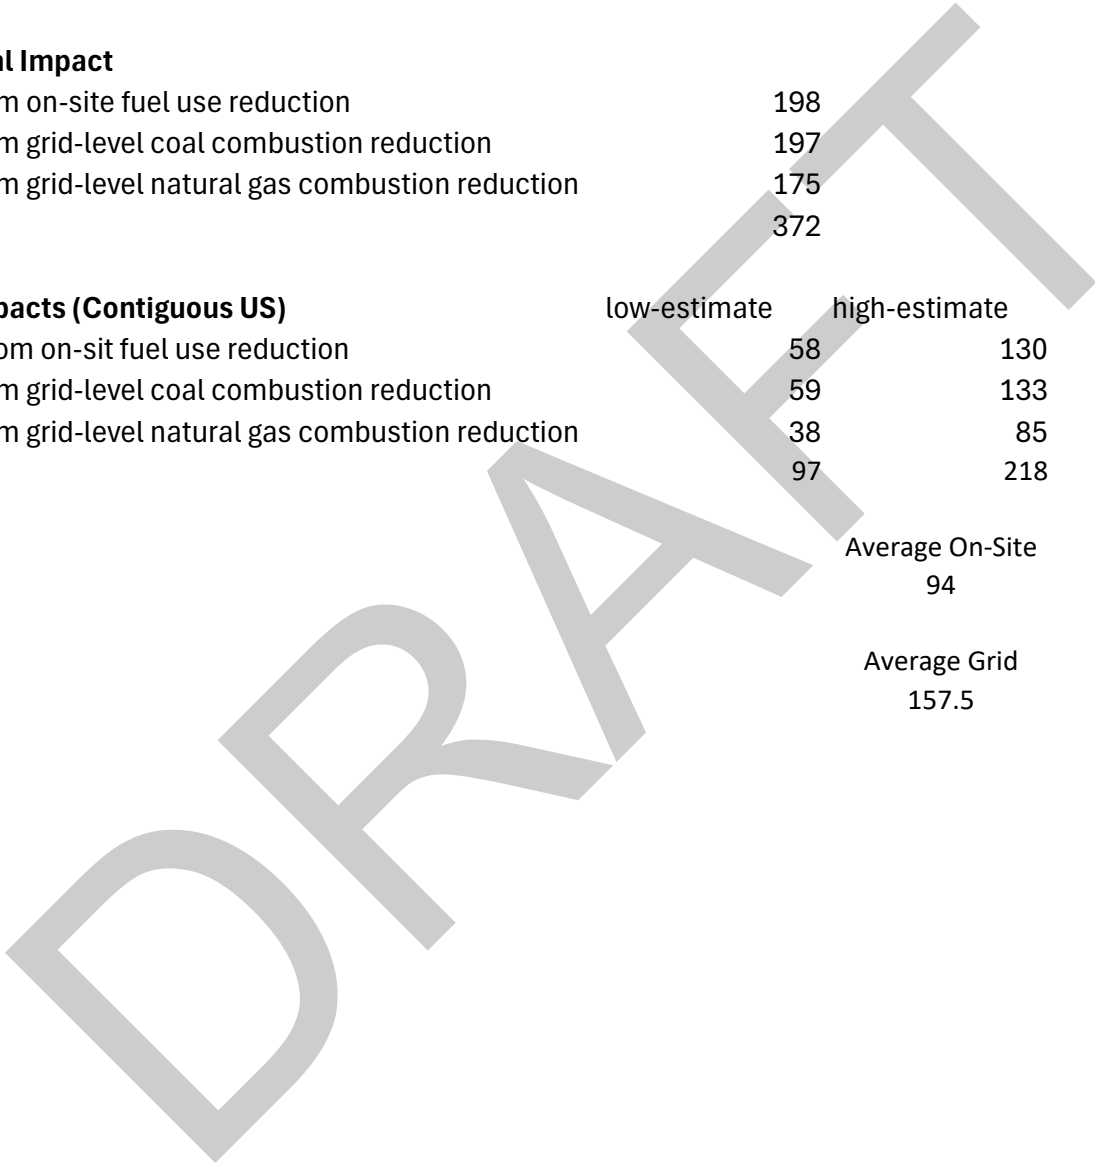 l Impact
m on-site fuel use reduction 198
m grid-level coal combustion reduction 197
m grid-level natural gas combustion reduction 175
372
pacts (Contiguous US) low-estimate high-estimate
om on-sit fuel use reduction 58 130
m grid-level coal combustion reduction 59 133
m grid-level natural gas combustion reduction 38 85
97 218
Average On-Site
94
Average Grid
157.5
DRAFT